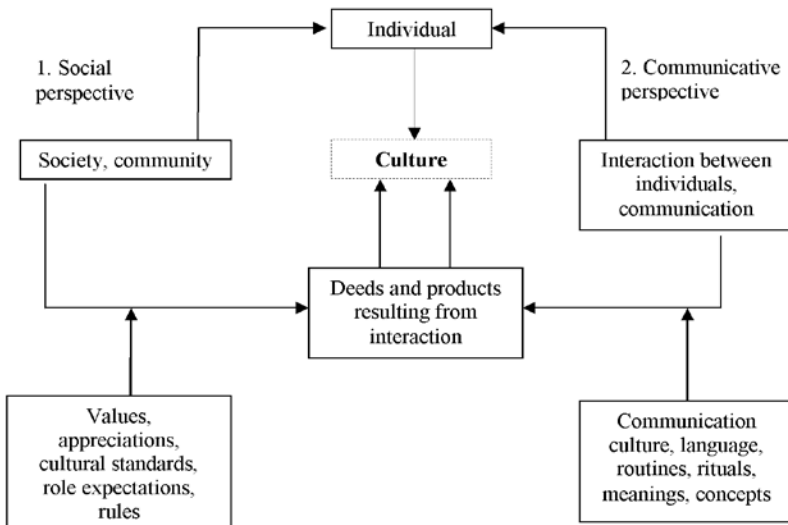 Individual
1. Social
perspective
2. Communicative
perspective
Society, community
Culture
Interaction between
individuals,
communication
Deeds and products
resulting from
interaction
Values,
appreciations,
cultural standards,
role expectations,
rules
Communication
culture, language,
routines, rituals,
meanings, concepts